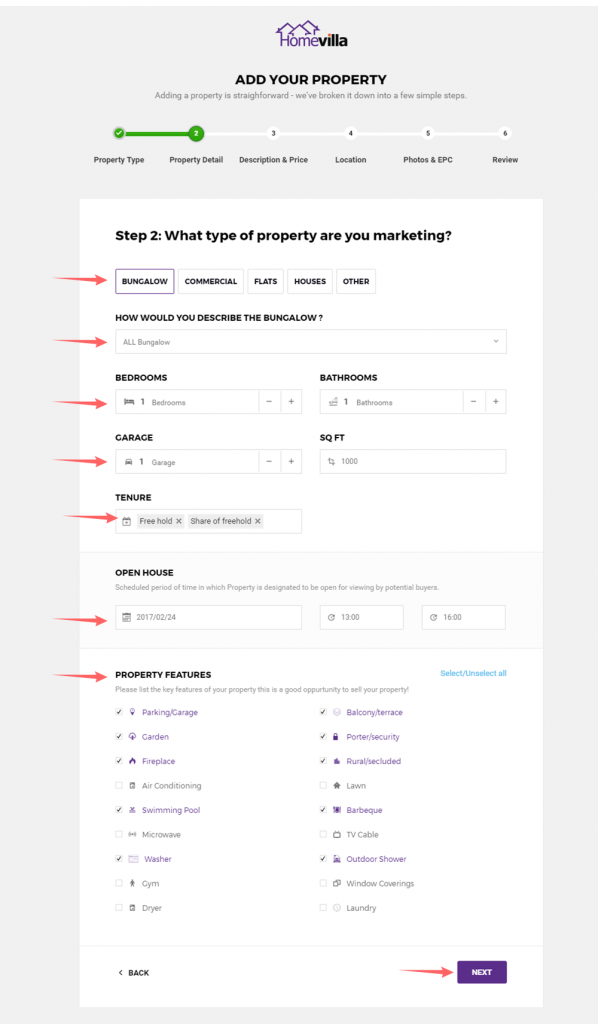 Homevilla
ADD YOUR PROPERTY
Adding a property is straighforward - we've broken it down into a few simple steps.
2 3 4 5 6
Property Type Property Detail Description & Price Location Photos & EPC Review
Step 2: What type of property are you marketing?
BUNGALOW COMMERCIAL FLATS HOUSES OTHER
HOW WOULD YOU DESCRIBE THE BUNGALOW ?
ALL Bungalow
BEDROOMS BATHROOMS
1 Bedrooms − + 1 Bathrooms − +
GARAGE SQ FT
1 Garage − + 1000
TENURE
Free hold × Share of freehold ×
OPEN HOUSE
Scheduled period of time in which Property is designated to be open for viewing by potential buyers.
2017/02/24 13:00 16:00
PROPERTY FEATURES Select/Unselect all
Please list the key features of your property this is a good oppurtunity to sell your property!
Parking/Garage Balcony/terrace
Garden Porter/security
Fireplace Rural/secluded
Air Conditioning Lawn
Swimming Pool Barbeque
Microwave TV Cable
Washer Outdoor Shower
Gym Window Coverings
Dryer Laundry
< BACK NEXT